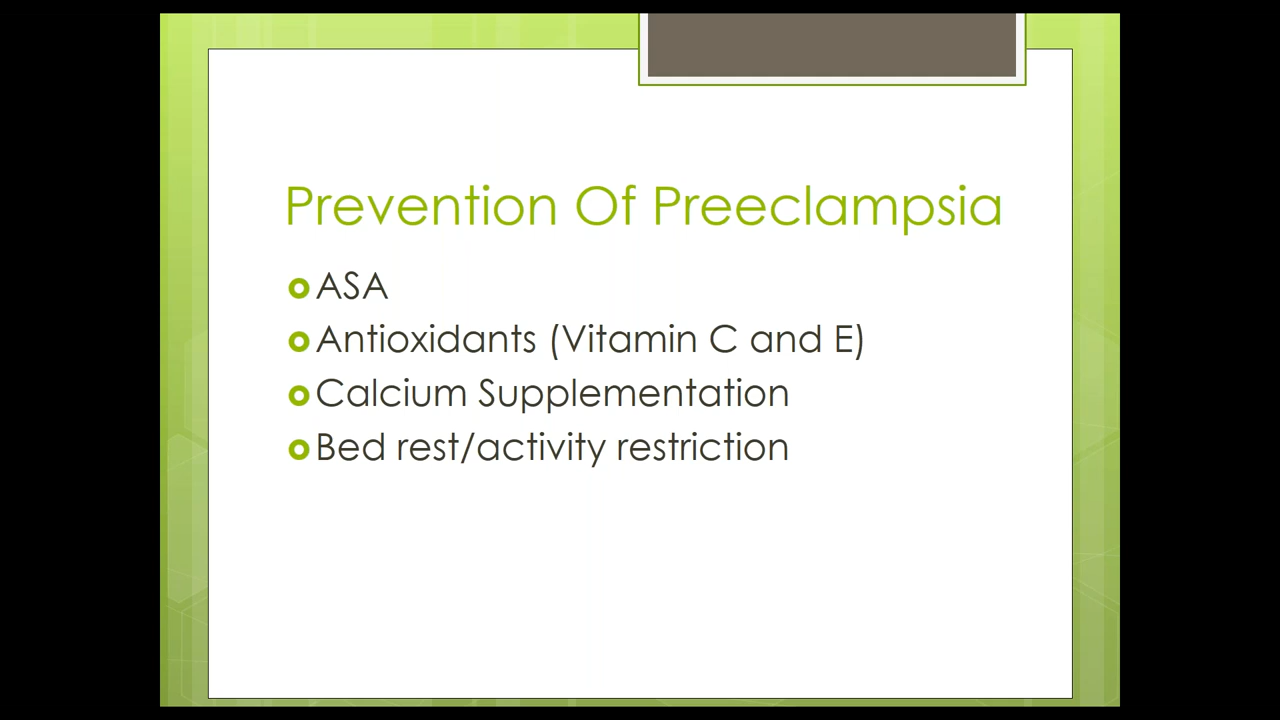 Prevention Of Preeclampsia
ASA
Antioxidants (Vitamin C and E)
Calcium Supplementation
Bed rest/activity restriction